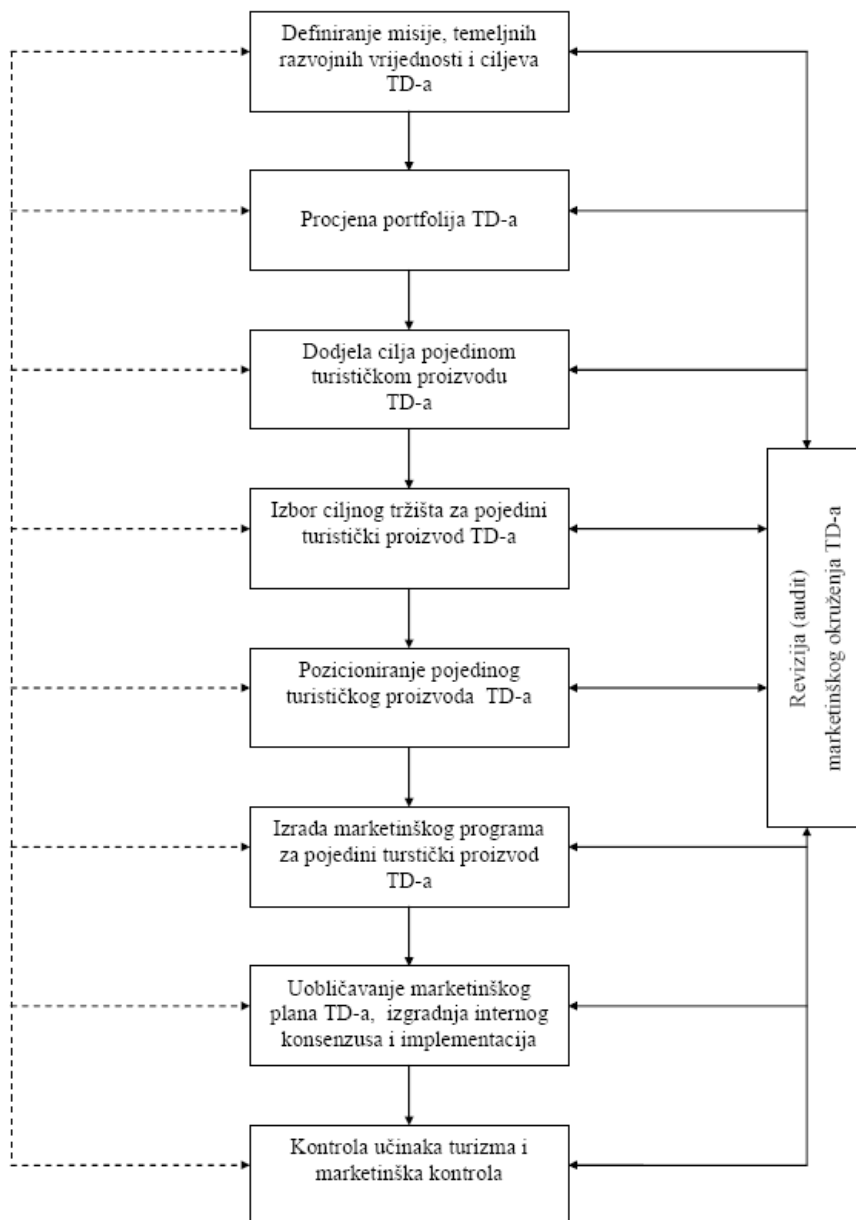 Definiranje misije, temeljnih
razvojnih vrijednosti i ciljeva
TD-a
Procjena portfolija TD-a
Dodjela cilja pojedinom
turističkom proizvodu
TD-a
Izbor ciljnog tržišta za pojedini
turistički proizvod TD-a
Pozicioniranje pojedinog
turističkog proizvoda TD-a
Revizija (audit)
marketinškog okruženja TD-a
Izrada marketinškog programa
za pojedini turstički proizvod
TD-a
Uobličavanje marketinškog
plana TD-a, izgradnja internog
konsenzusa i implementacija
Kontrola učinaka turizma i
marketinška kontrola